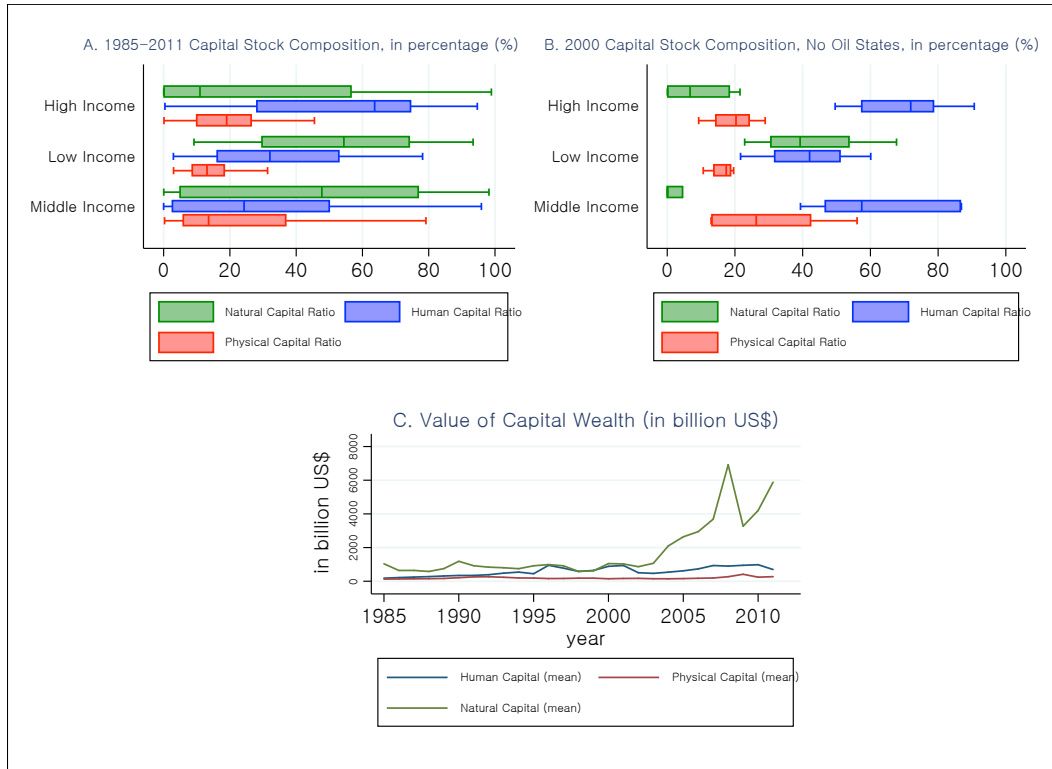 A. 1985-2011 Capital Stock Composition, in percentage (%)
High Income
Low Income
Middle Income
0 20 40 60 80 100
Natural Capital Ratio Human Capital Ratio
Physical Capital Ratio
B. 2000 Capital Stock Composition, No Oil States, in percentage (%)
High Income
Low Income
Middle Income
0 20 40 60 80 100
Natural Capital Ratio Human Capital Ratio
Physical Capital Ratio
C. Value of Capital Wealth (in billion US$)
in billion US$
8000
6000
4000
2000
0
1985 1990 1995 2000 2005 2010
year
Human Capital (mean) Physical Capital (mean)
Natural Capital (mean)